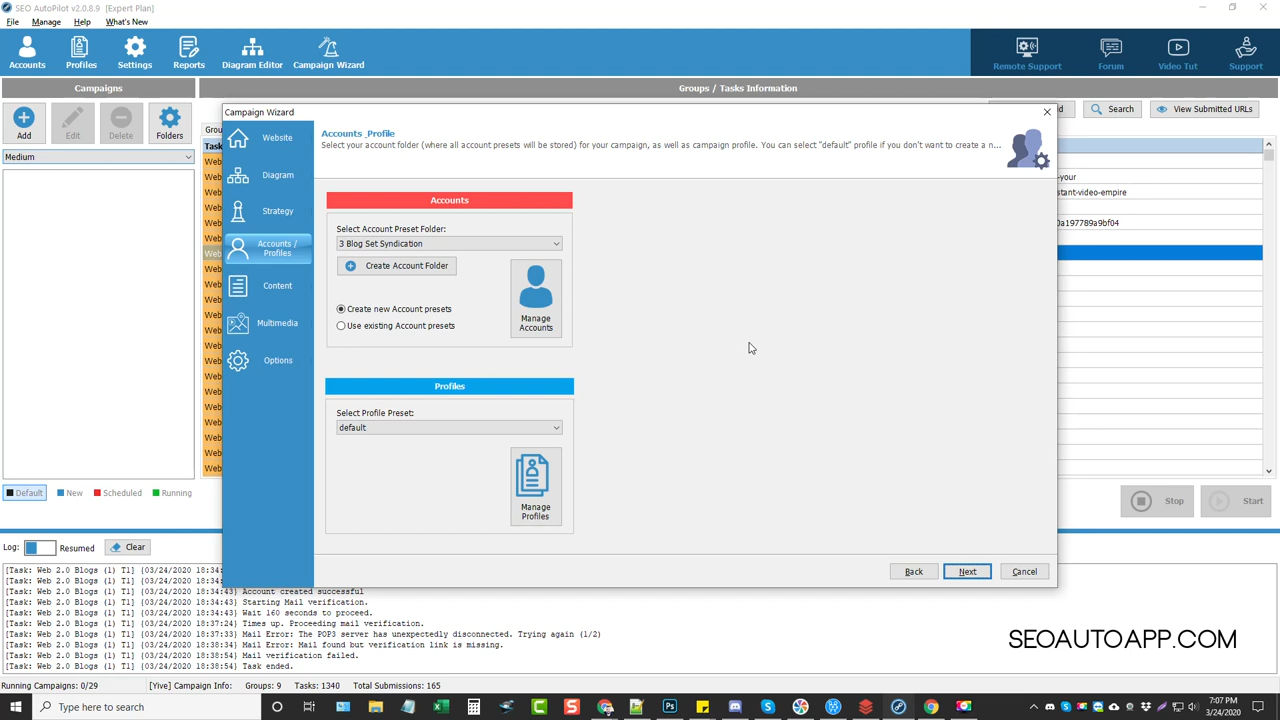 SEO AutoPilot v2.0.8.9 [Expert Plan]
File Manage Help What's New
Accounts Profiles Settings Reports Diagram Editor Campaign Wizard Remote Support Forum Video Tut Support
Campaigns Groups / Tasks Information
Add Edit Delete Folders
Search View Submitted URLs
Medium
Campaign Wizard
Website
Diagram
Strategy
Accounts / Profiles
Content
Multimedia
Options
Accounts _Profile
Select your account folder (where all account presets will be stored) for your campaign, as well as campaign profile. You can select "default" profile if you don't want to create a n...
Accounts
Select Account Preset Folder:
3 Blog Set Syndication
Create Account Folder
Create new Account presets
Use existing Account presets
Manage
Accounts
Profiles
Select Profile Preset:
default
Manage
Profiles
Back Next Cancel
-your
stant-video-empire
0a197789a9bf04
Default New Scheduled Running
Stop Start
Log: Resumed Clear
[Task: Web 2.0 Blogs (1) T1] {03/24/2020 18:34:43} Account created successful
[Task: Web 2.0 Blogs (1) T1] {03/24/2020 18:34:43} Starting Mail verification.
[Task: Web 2.0 Blogs (1) T1] {03/24/2020 18:34:43} Wait 160 seconds to proceed.
[Task: Web 2.0 Blogs (1) T1] {03/24/2020 18:37:24} Times up. Proceeding mail verification.
[Task: Web 2.0 Blogs (1) T1] {03/24/2020 18:37:33} Mail Error: The POP3 server has unexpectedly disconnected. Trying again (1/2)
[Task: Web 2.0 Blogs (1) T1] {03/24/2020 18:38:54} Mail Error: Mail found but verification link is missing.
[Task: Web 2.0 Blogs (1) T1] {03/24/2020 18:38:54} Mail verification failed.
[Task: Web 2.0 Blogs (1) T1] {03/24/2020 18:38:54} Task ended.
SEOAUTOAPP.COM
Running Campaigns: 0/29 [Yive] Campaign Info: Groups: 9 Tasks: 1340 Total Submissions: 165
Type here to search
7:07 PM
3/24/2020